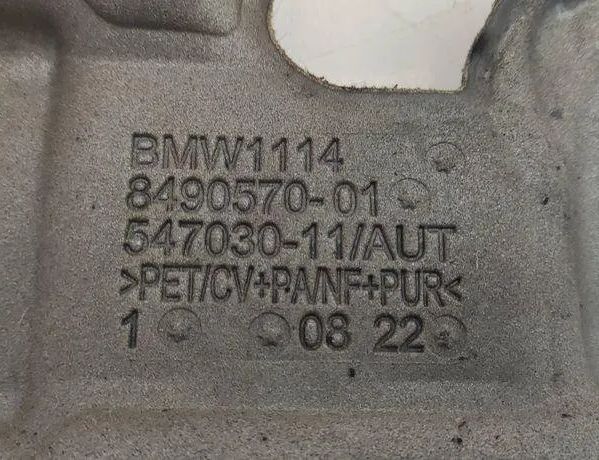 BMW1114
8490570-01
547030-11/AUT
>PET/CV+PA/NF+PUR<
1 08 22